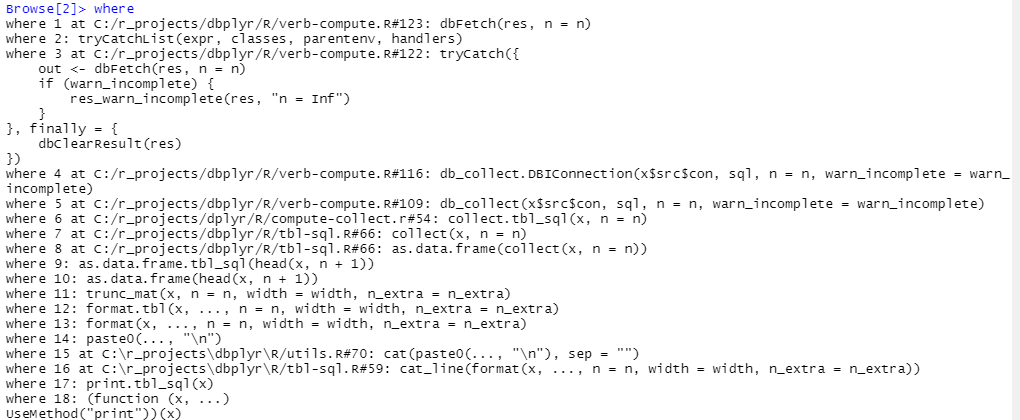 Browse[2]> where
where 1 at C:/r_projects/dbplyr/R/verb-compute.R#123: dbFetch(res, n = n)
where 2: tryCatchList(expr, classes, parentenv, handlers)
where 3 at C:/r_projects/dbplyr/R/verb-compute.R#122: tryCatch({
    out <- dbFetch(res, n = n)
    if (warn_incomplete) {
        res_warn_incomplete(res, "n = Inf")
    }
}, finally = {
    dbClearResult(res)
})
where 4 at C:/r_projects/dbplyr/R/verb-compute.R#116: db_collect.DBIConnection(x$src$con, sql, n = n, warn_incomplete = warn_
incomplete)
where 5 at C:/r_projects/dbplyr/R/verb-compute.R#109: db_collect(x$src$con, sql, n = n, warn_incomplete = warn_incomplete)
where 6 at C:/r_projects/dplyr/R/compute-collect.r#54: collect.tbl_sql(x, n = n)
where 7 at C:/r_projects/dbplyr/R/tbl-sql.R#66: collect(x, n = n)
where 8 at C:/r_projects/dbplyr/R/tbl-sql.R#66: as.data.frame(collect(x, n = n))
where 9: as.data.frame.tbl_sql(head(x, n + 1))
where 10: as.data.frame(head(x, n + 1))
where 11: trunc_mat(x, n = n, width = width, n_extra = n_extra)
where 12: format.tbl(x, ..., n = n, width = width, n_extra = n_extra)
where 13: format(x, ..., n = n, width = width, n_extra = n_extra)
where 14: paste0(..., "\n")
where 15 at C:\r_projects\dbplyr\R/utils.R#70: cat(paste0(..., "\n"), sep = "")
where 16 at C:\r_projects\dbplyr\R/tbl-sql.R#59: cat_line(format(x, ..., n = n, width = width, n_extra = n_extra))
where 17: print.tbl_sql(x)
where 18: (function (x, ...)
UseMethod("print"))(x)